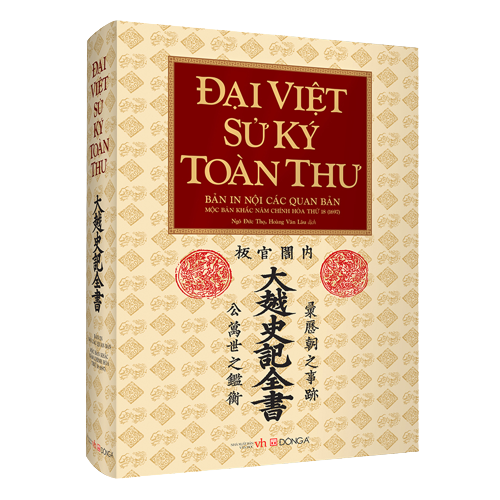 ĐẠI
VIỆT
SỬ KÝ
TOÀN
THƯ
大越史記全書
ĐẠI VIỆT
SỬ KÝ
TOÀN THƯ
BẢN IN NỘI CÁC QUAN BẢN
MỘC BẢN KHẮC NĂM CHÍNH HÒA THỨ 18 (1697)
Ngô Đức Thọ, Hoàng Văn Lâu dịch
内閣官板
彙厯朝之事跡
大越史記全書
公萬世之鑑衡
vh
ĐÔNG A